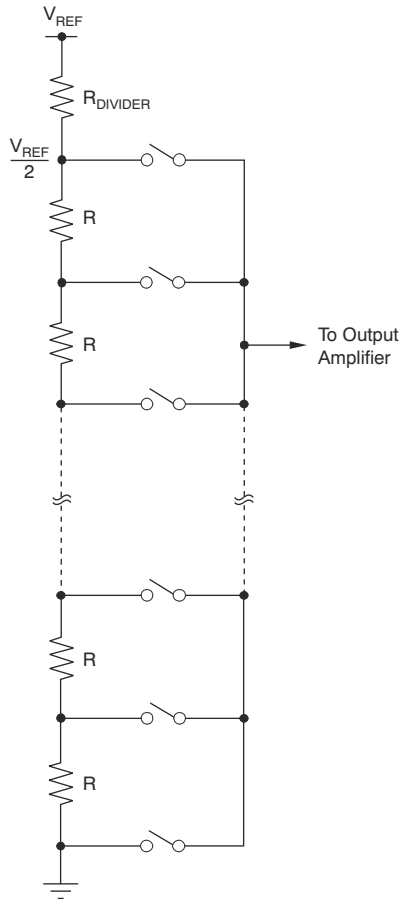 VREF
RDIVIDER
VREF
2
R
R
To Output
Amplifier
R
R